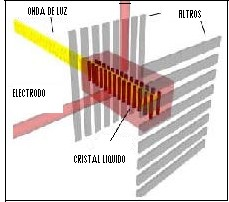 ONDA DE LUZ
FILTROS
ELECTRODO
CRISTAL LIQUIDO